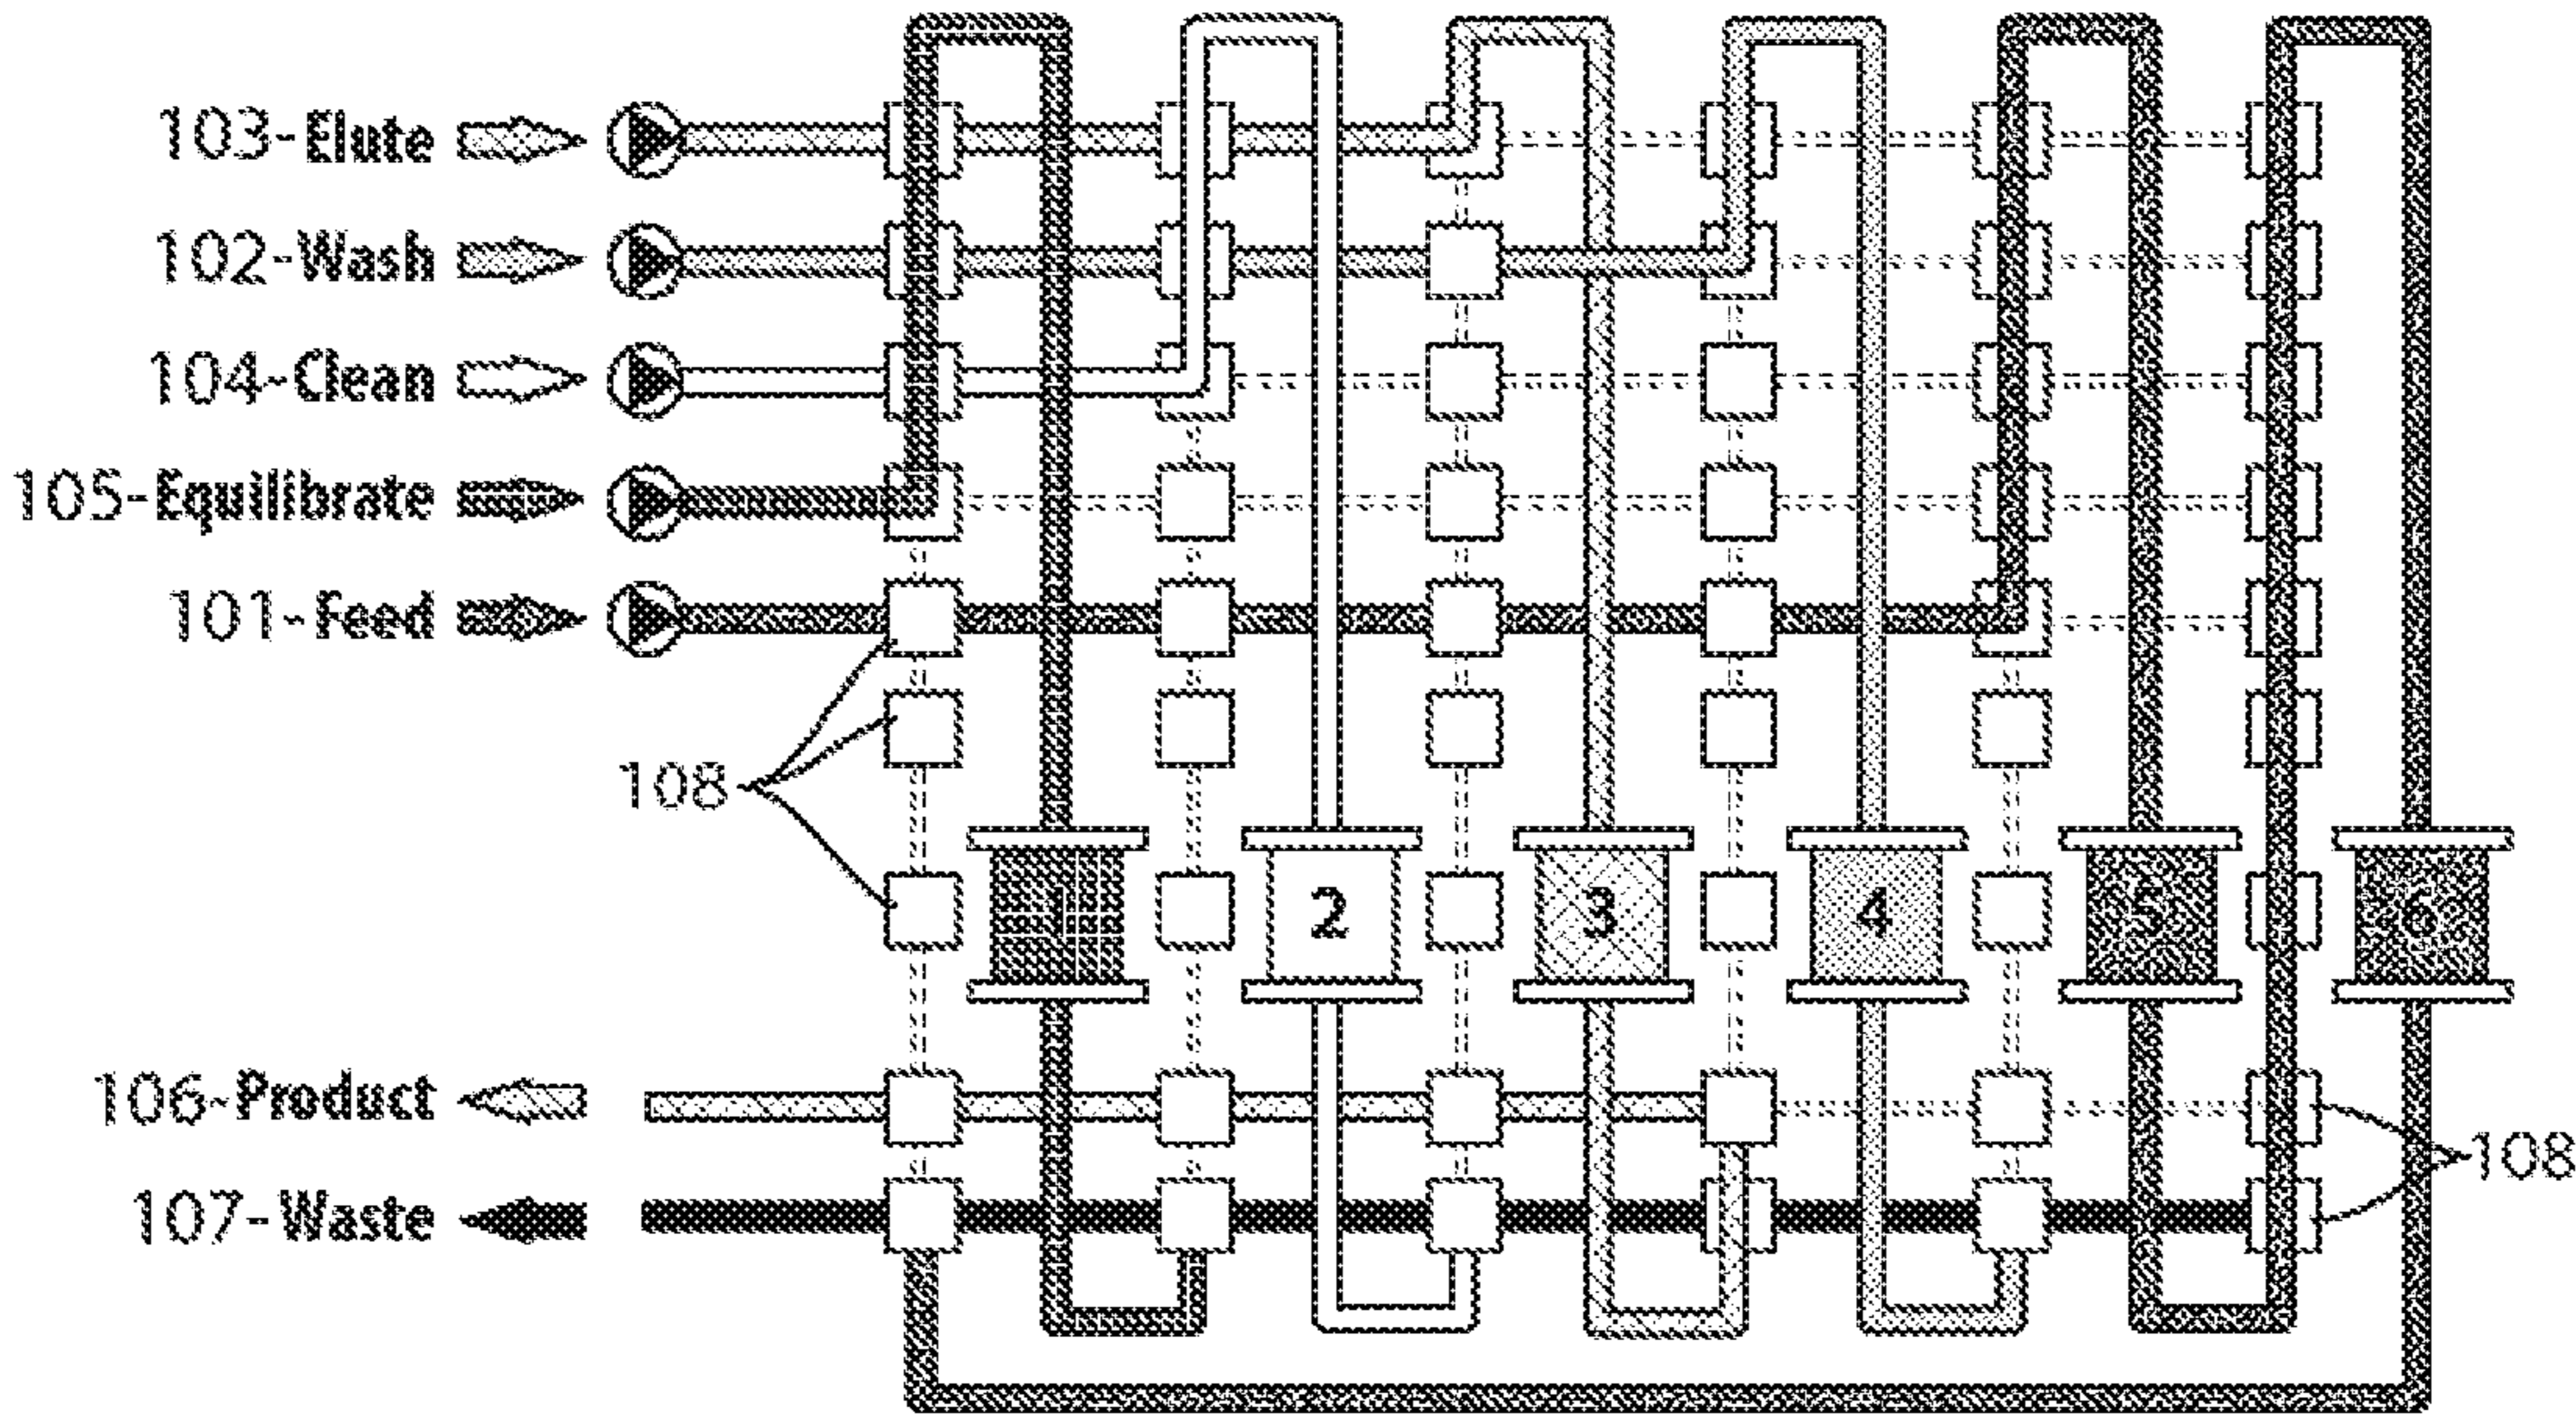 103-Elute
102-Wash
104-Clean
105-Equilibrate
101-Feed
108
1 2 3 4 5 6
106-Product
108
107-Waste